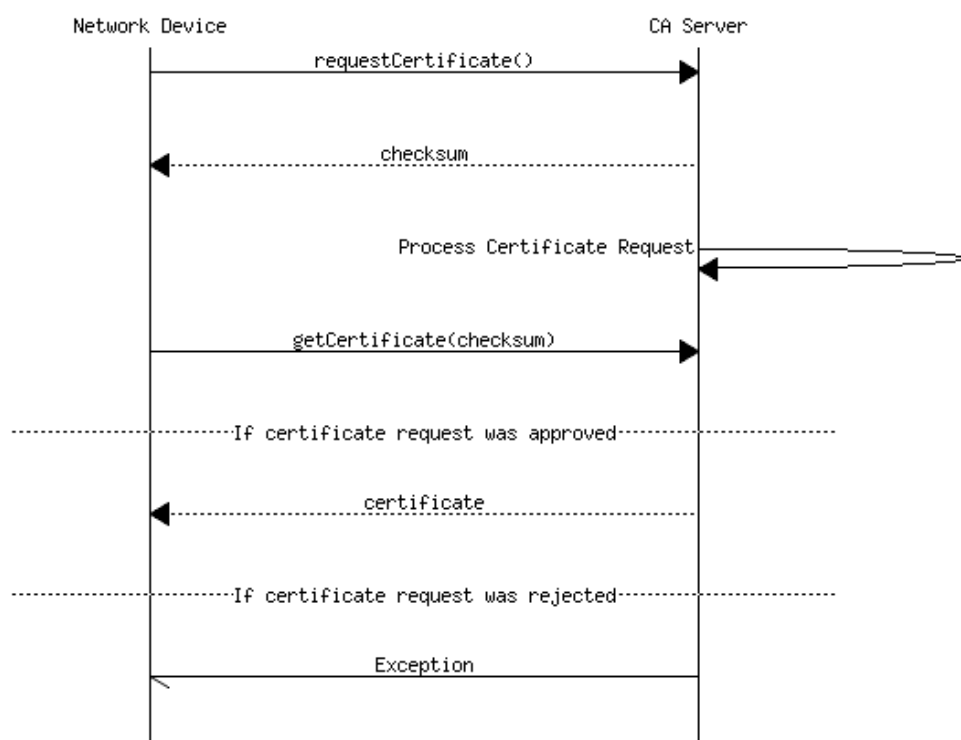 Network Device
CA Server
requestCertificate()
checksum
Process Certificate Request
getCertificate(checksum)
If certificate request was approved
certificate
If certificate request was rejected
Exception